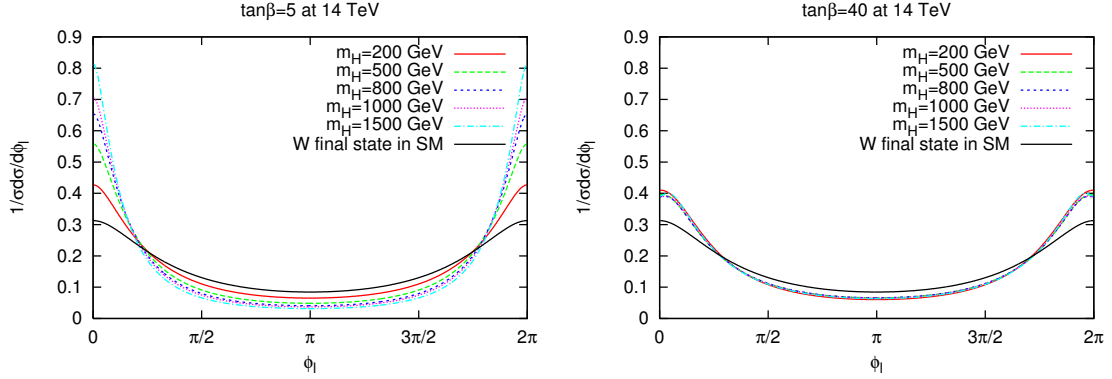 tanβ=5 at 14 TeV
1/σdσ/dϕ_l
0.9
0.8
0.7
0.6
0.5
0.4
0.3
0.2
0.1
0
m_H=200 GeV
m_H=500 GeV
m_H=800 GeV
m_H=1000 GeV
m_H=1500 GeV
W final state in SM
0 π/2 π 3π/2 2π
ϕ_l
tanβ=40 at 14 TeV
1/σdσ/dϕ_l
0.9
0.8
0.7
0.6
0.5
0.4
0.3
0.2
0.1
0
m_H=200 GeV
m_H=500 GeV
m_H=800 GeV
m_H=1000 GeV
m_H=1500 GeV
W final state in SM
0 π/2 π 3π/2 2π
ϕ_l